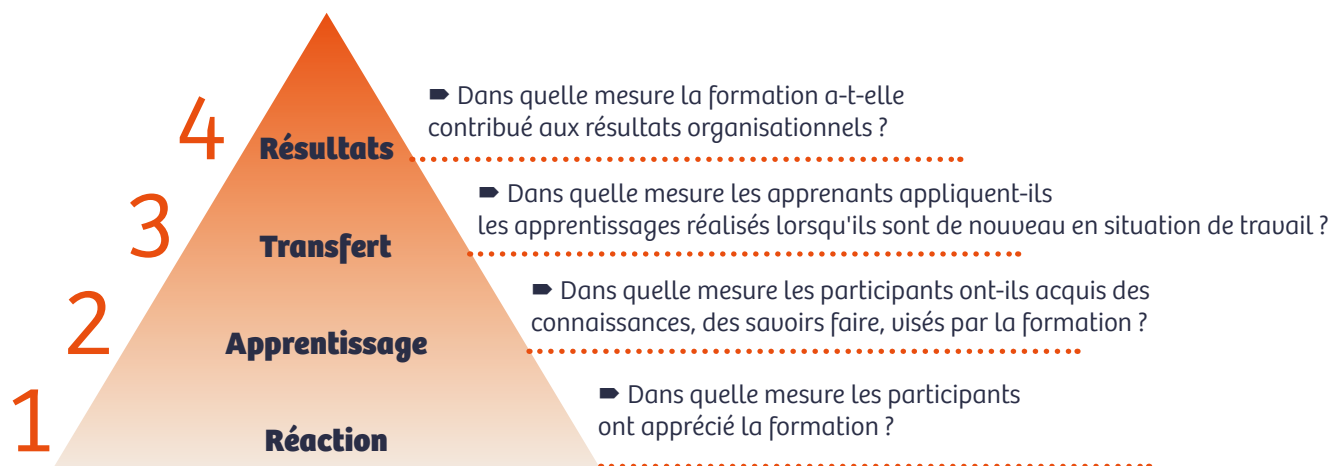 4
Résultats
➨ Dans quelle mesure la formation a-t-elle
contribué aux résultats organisationnels ?
3
Transfert
➨ Dans quelle mesure les apprenants appliquent-ils
les apprentissages réalisés lorsqu'ils sont de nouveau en situation de travail ?
2
Apprentissage
➨ Dans quelle mesure les participants ont-ils acquis des
connaissances, des savoirs faire, visés par la formation ?
1
Réaction
➨ Dans quelle mesure les participants
ont apprécié la formation ?